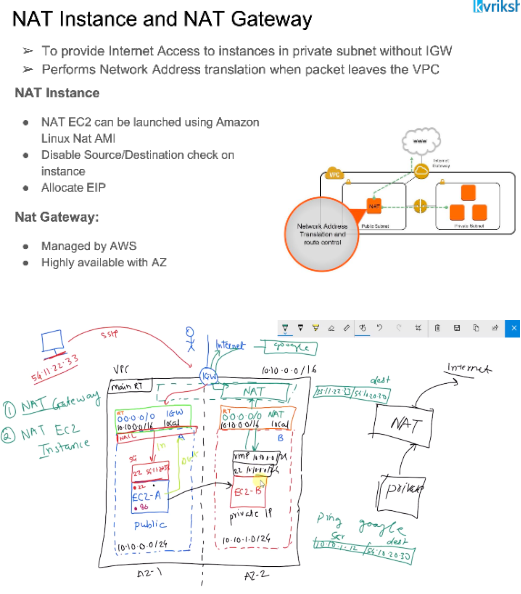 kvriksh
NAT Instance and NAT Gateway
➢ To provide Internet Access to instances in private subnet without IGW
➢ Performs Network Address translation when packet leaves the VPC
NAT Instance
● NAT EC2 can be launched using Amazon
Linux Nat AMI
● Disable Source/Destination check on
instance
● Allocate EIP
Nat Gateway:
● Managed by AWS
● Highly available with AZ
www
Internet
Gateway
VPC
NAT
Public Subnet
Private Subnet
Network Address
Translation and
route control
SSH
Internet
google
56.11.22.33
VPC
IGW
10.10.0.0/16
main RT
NAT
① NAT Gateway
② NAT EC2
Instance
RT
0.0.0.0/0 IGW
10.10.0.0/16 local
NACL
A
RT
0.0.0.0/0 NAT
10.10.0.0/16 local
B
SG
22
EC2-A
public
10.10.0.0/24
AZ-1
22
EC2-B
private IP
10.10.1.0/24
AZ-2
dest
Internet
NAT
private
ping google
Scr dest